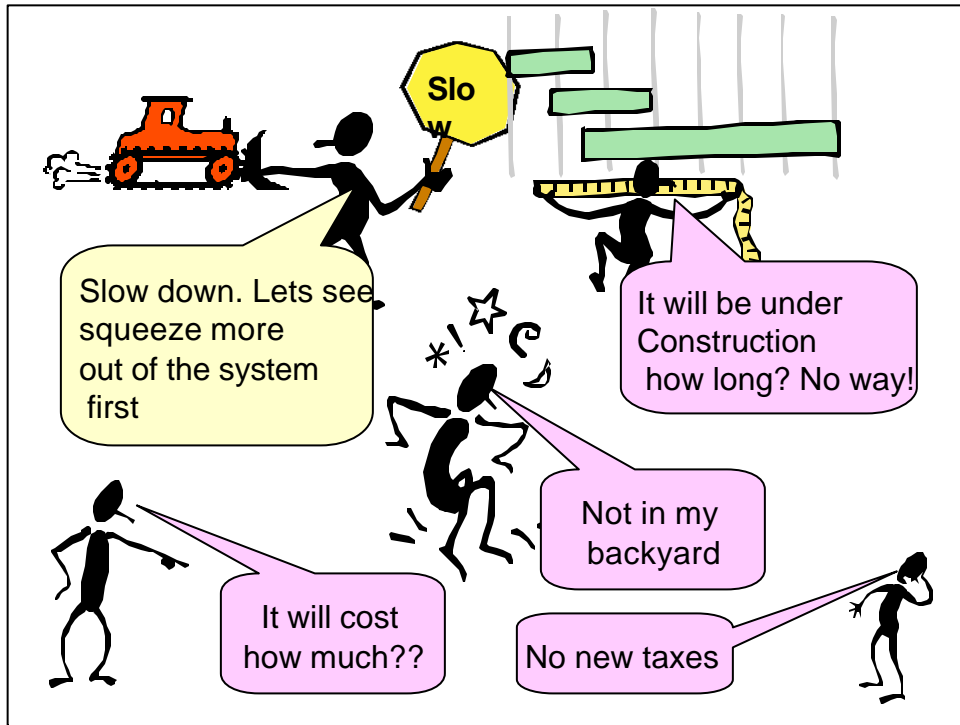 Slo
w
Slow down. Lets see
squeeze more
out of the system
first
It will be under
Construction
how long? No way!
*!
Not in my
backyard
It will cost
how much??
No new taxes